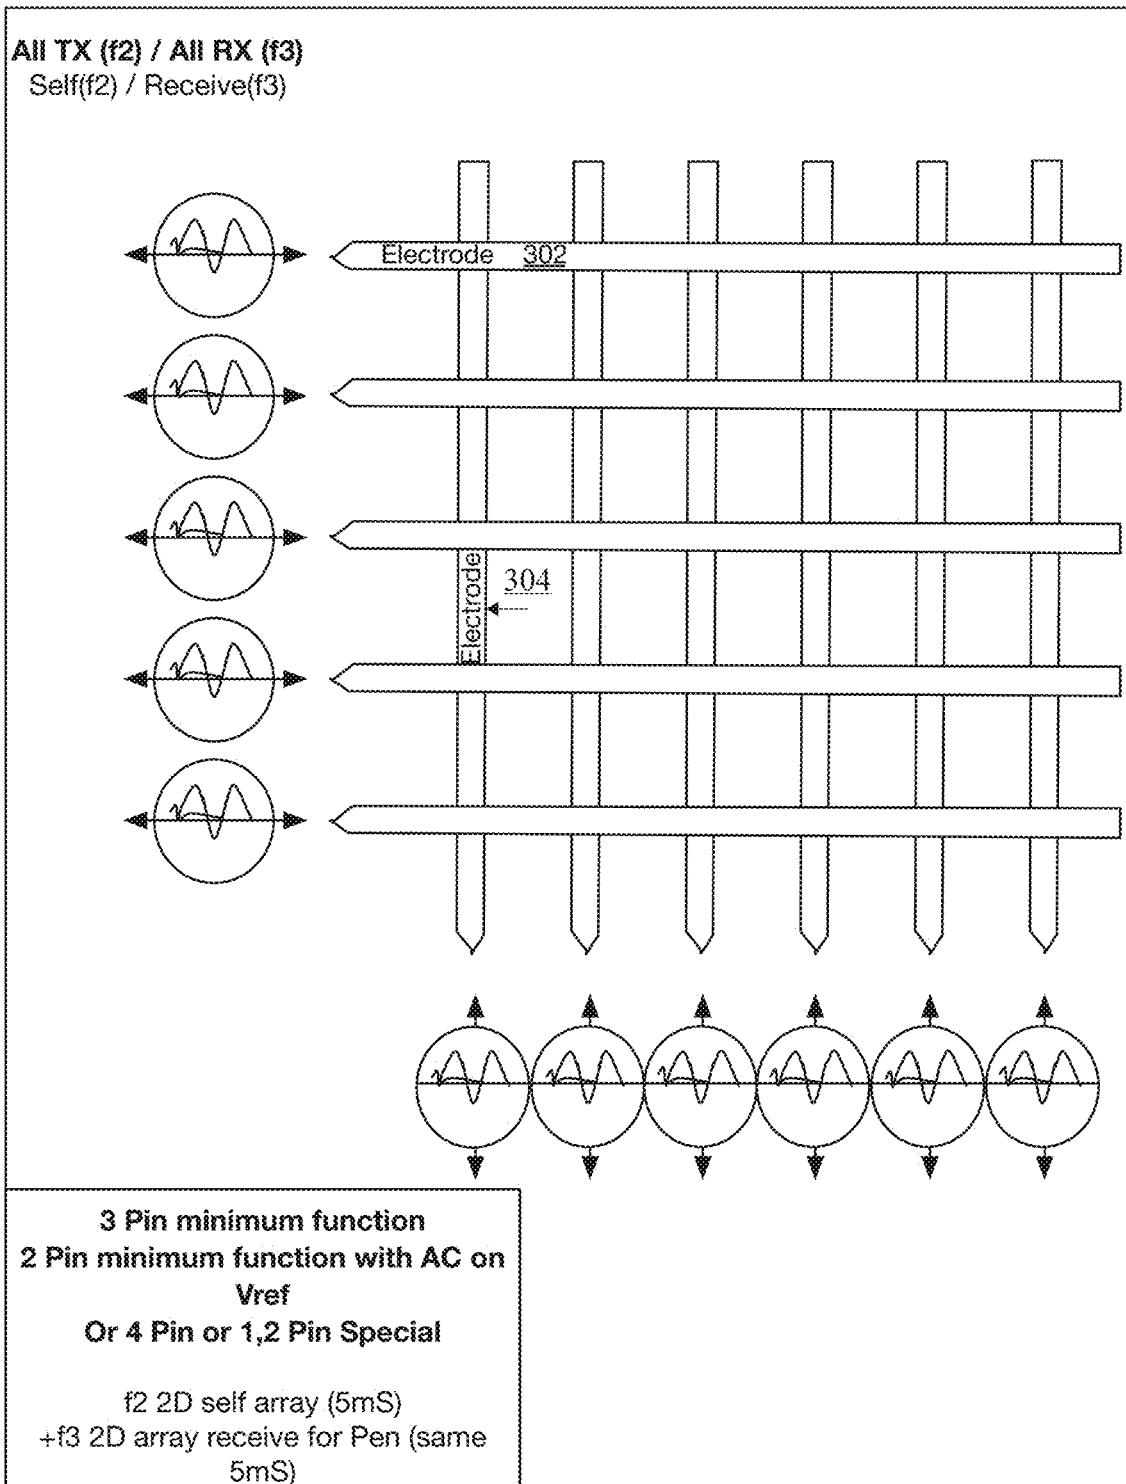 All TX (f2) / All RX (f3)
Self(f2) / Receive(f3)
Electrode 302
Electrode
304
3 Pin minimum function
2 Pin minimum function with AC on
Vref
Or 4 Pin or 1,2 Pin Special
f2 2D self array (5mS)
+f3 2D array receive for Pen (same
5mS)